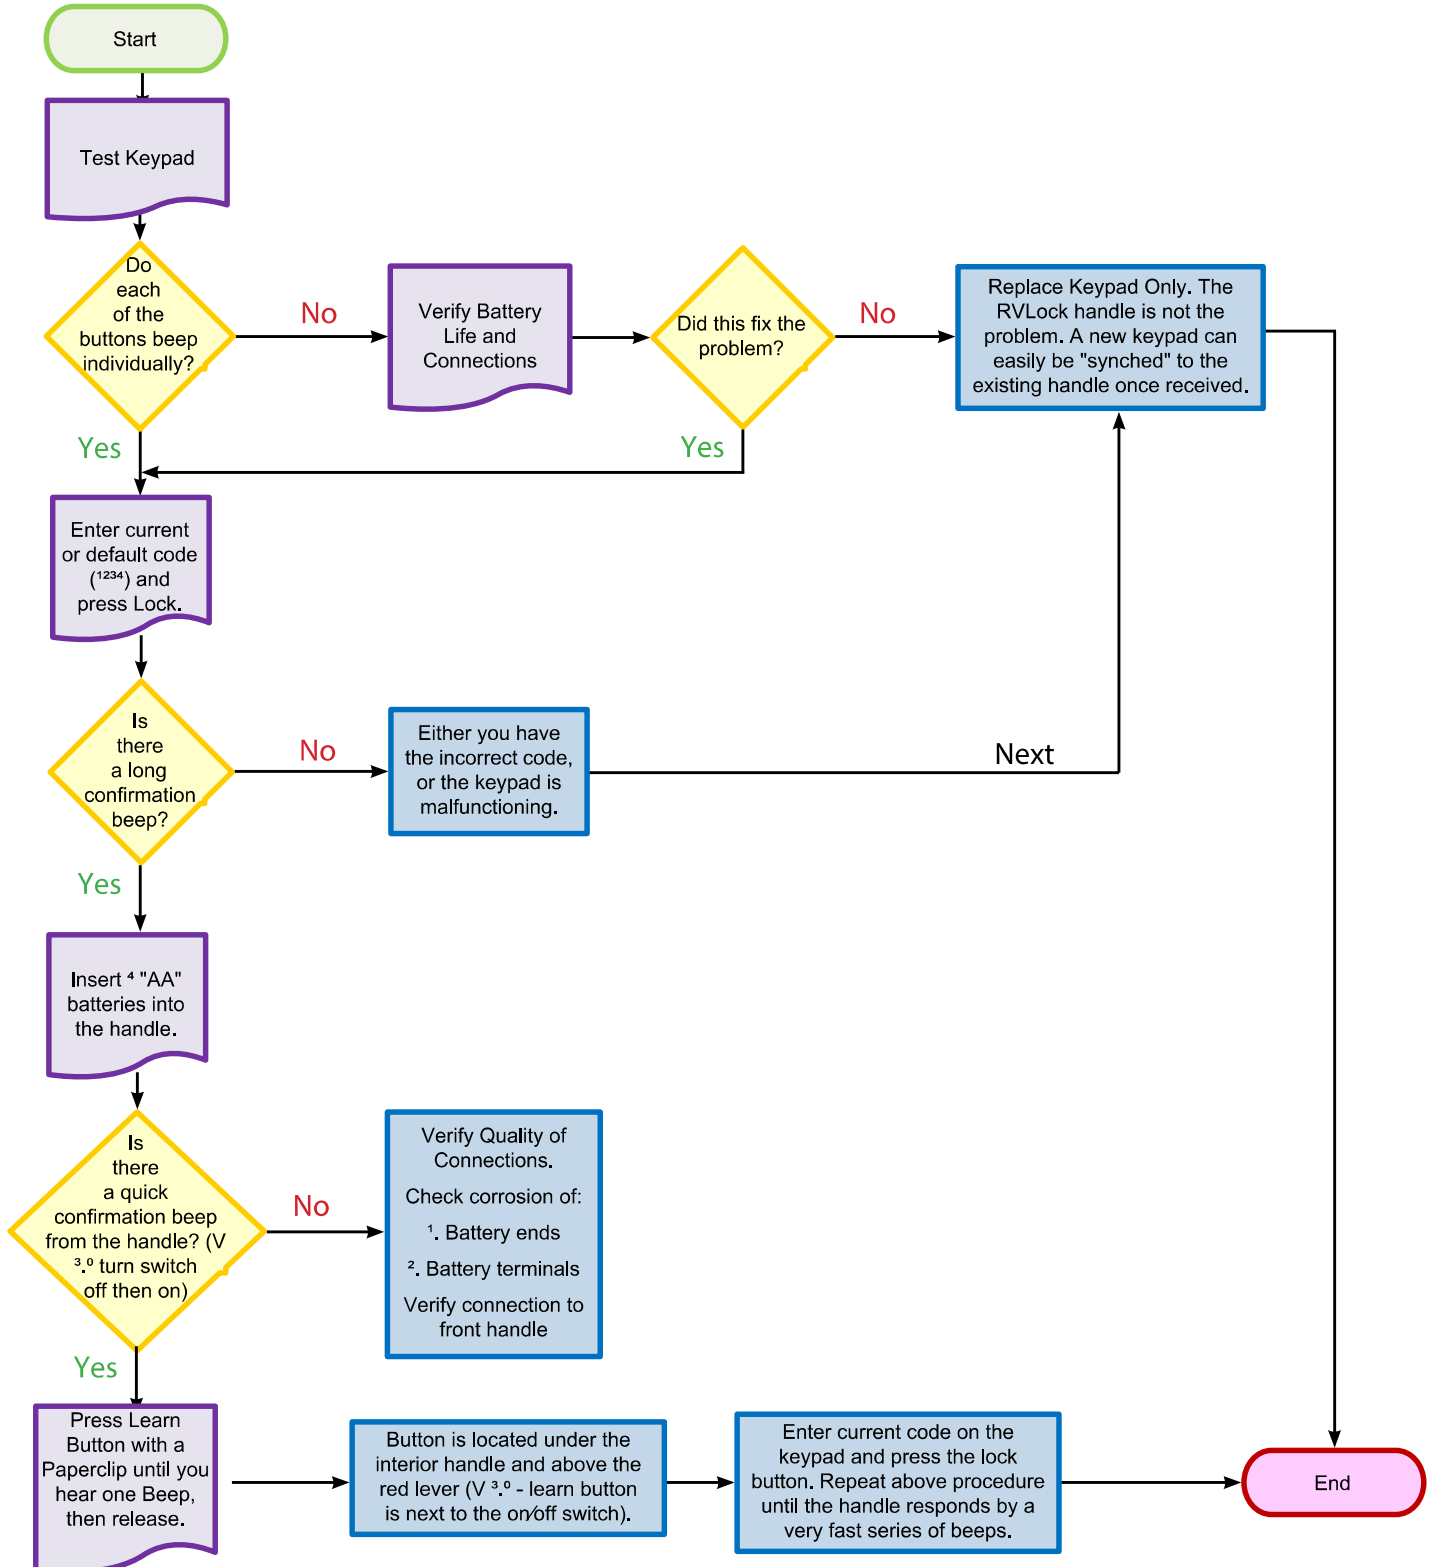 Start
Test Keypad
Do
each
of the
buttons beep
individually?
No
Verify Battery
Life and
Connections
Did this fix the
problem?
No
Replace Keypad Only. The
RVLock handle is not the
problem. A new keypad can
easily be "synched" to the
existing handle once received.
Yes
Yes
Enter current
or default code
(¹²³⁴) and
press Lock.
Is
there
a long
confirmation
beep?
No
Either you have
the incorrect code,
or the keypad is
malfunctioning.
Next
Yes
Insert ⁴ "AA"
batteries into
the handle.
Is
there
a quick
confirmation beep
from the handle? (V
³.⁰ turn switch
off then on)
No
Verify Quality of
Connections.
Check corrosion of:
¹. Battery ends
². Battery terminals
Verify connection to
front handle
Yes
Press Learn
Button with a
Paperclip until you
hear one Beep,
then release.
Button is located under the
interior handle and above the
red lever (V ³.⁰ - learn button
is next to the on⁄off switch).
Enter current code on the
keypad and press the lock
button. Repeat above procedure
until the handle responds by a
very fast series of beeps.
End